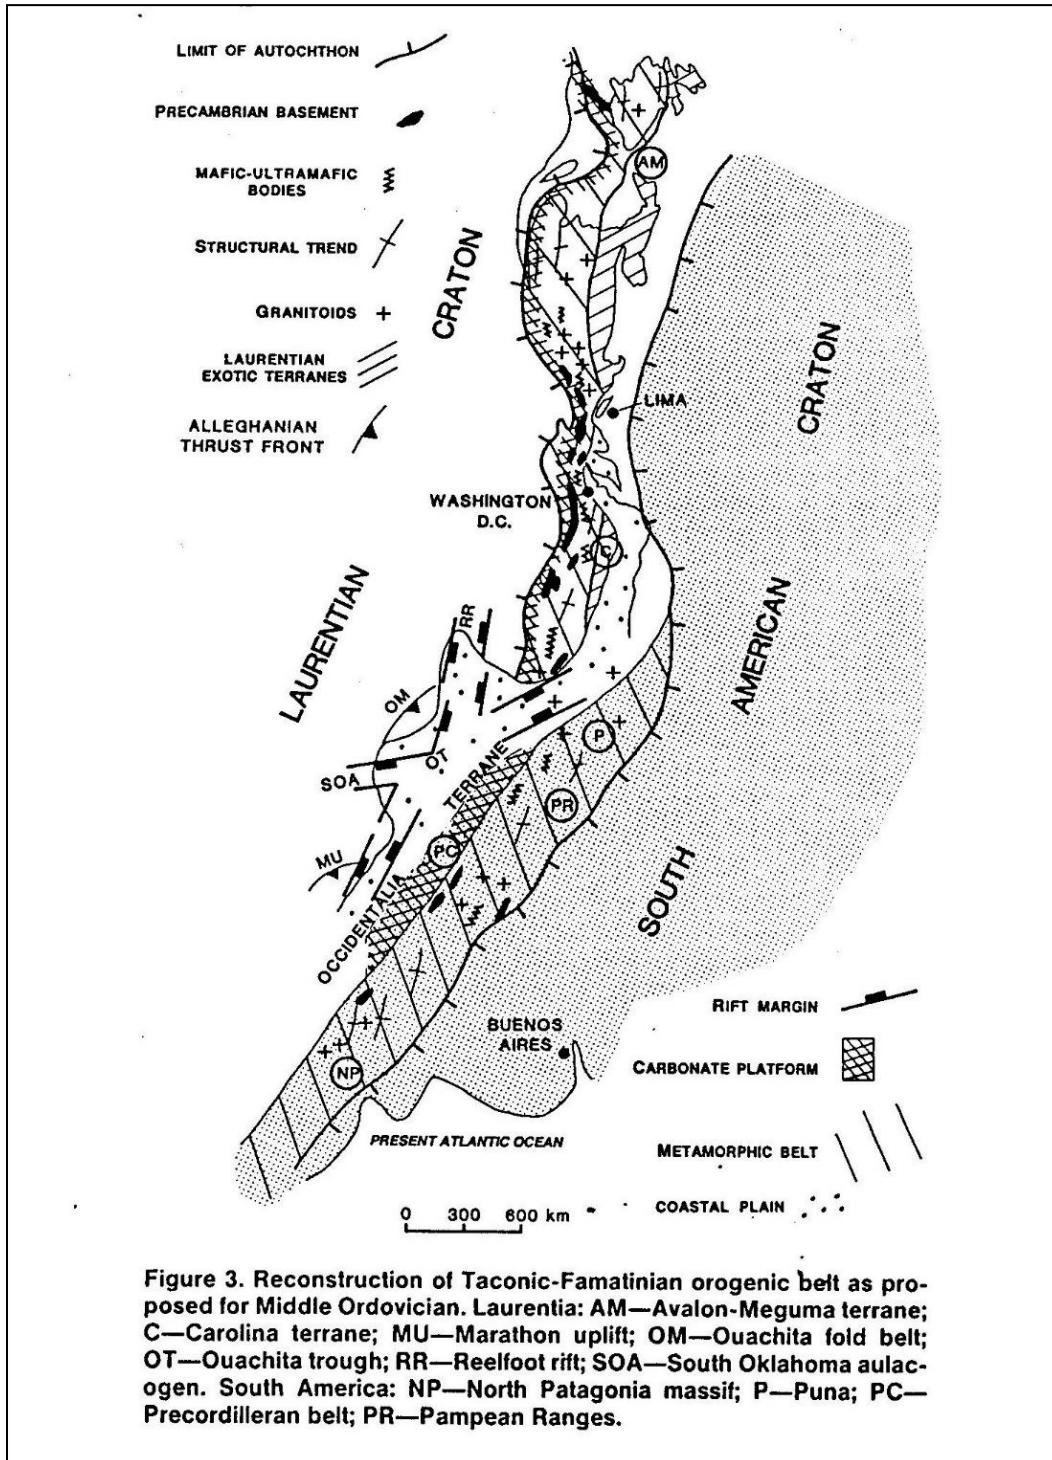 LIMIT OF AUTOCHTHON
PRECAMBRIAN BASEMENT
MAFIC-ULTRAMAFIC
BODIES
STRUCTURAL TREND
GRANITOIDS
LAURENTIAN
EXOTIC TERRANES
ALLEGHANIAN
THRUST FRONT
AM
CRATON
CRATON
LIMA
WASHINGTON
D.C.
C
LAURENTIAN
RR
AMERICAN
OM
OT
P
SOA
TERRANE
PR
MU
PC
OCCIDENTALIA
SOUTH
RIFT MARGIN
BUENOS
AIRES
CARBONATE PLATFORM
NP
PRESENT ATLANTIC OCEAN
METAMORPHIC BELT
COASTAL PLAIN
0 300 600 km
Figure 3. Reconstruction of Taconic-Famatinian orogenic belt as pro-
posed for Middle Ordovician. Laurentia: AM—Avalon-Meguma terrane;
C—Carolina terrane; MU—Marathon uplift; OM—Ouachita fold belt;
OT—Ouachita trough; RR—Reelfoot rift; SOA—South Oklahoma aulac-
ogen. South America: NP—North Patagonia massif; P—Puna; PC—
Precordilleran belt; PR—Pampean Ranges.